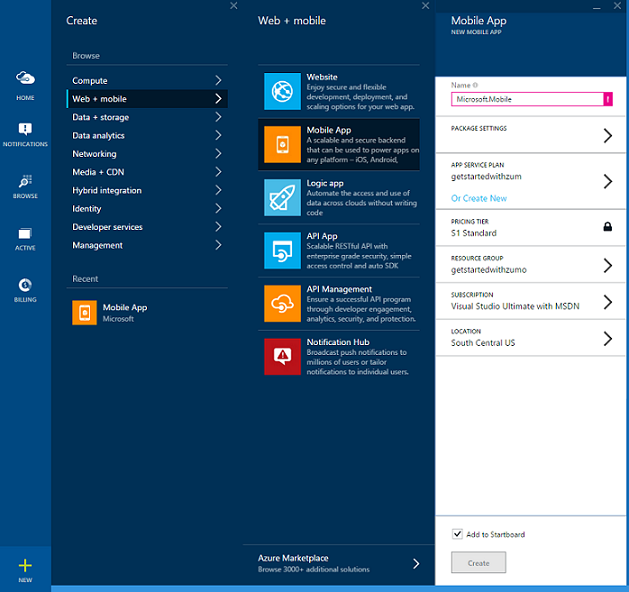 HOME
NOTIFICATIONS
BROWSE
ACTIVE
BILLING
NEW
Create
Browse
Compute
Web + mobile
Data + storage
Data analytics
Networking
Media + CDN
Hybrid integration
Identity
Developer services
Management
Recent
Mobile App
Microsoft
Web + mobile
Website
Enjoy secure and flexible
development, deployment, and
scaling options for your web app.
Mobile App
A scalable and secure backend
that can be used to power apps on
any platform – iOS, Android,
Logic app
Automate the access and use of
data across clouds without writing
code
API App
Scalable RESTful API with
enterprise grade security, simple
access control and auto SDK
API Management
Ensure a successful API program
through developer engagement,
analytics, security, and protection.
Notification Hub
Broadcast push notifications to
millions of users or tailor
notifications to individual users.
Azure Marketplace
Browse 3000+ additional solutions
Mobile App
NEW MOBILE APP
Name
Microsoft.Mobile
!
PACKAGE SETTINGS
APP SERVICE PLAN
getstartedwithzum
Or Create New
PRICING TIER
S1 Standard
RESOURCE GROUP
getstartedwithzumo
SUBSCRIPTION
Visual Studio Ultimate with MSDN
LOCATION
South Central US
Add to Startboard
Create